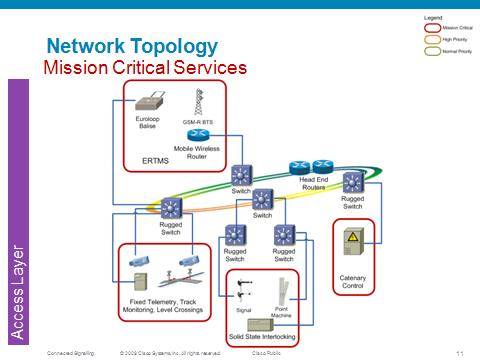 Legend
Mission Critical
High Priority
Normal Priority
Network Topology
Mission Critical Services
Access Layer
Euroloop
Balise
GSM-R BTS
Mobile Wireless
Router
ERTMS
Switch
Head End
Routers
Rugged
Switch
Switch
Rugged
Switch
Rugged
Switch
Rugged
Switch
Catenary
Control
Fixed Telemetry, Track
Monitoring, Level Crossings
Signal
Point
Machine
Solid State Interlocking
Connected Signalling
© 2009 Cisco Systems, Inc. All rights reserved.
Cisco Public
11